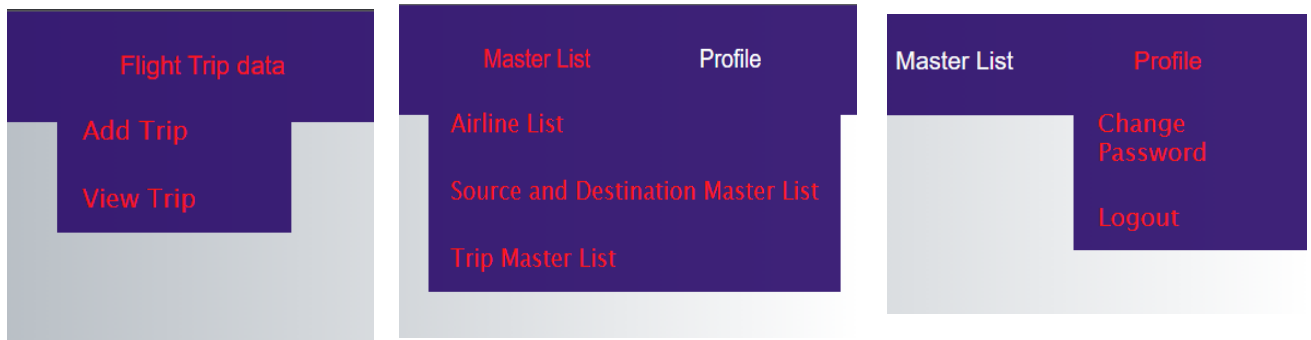 Flight Trip data
Add Trip
View Trip
Master List
Profile
Airline List
Source and Destination Master List
Trip Master List
Master List
Profile
Change
Password
Logout